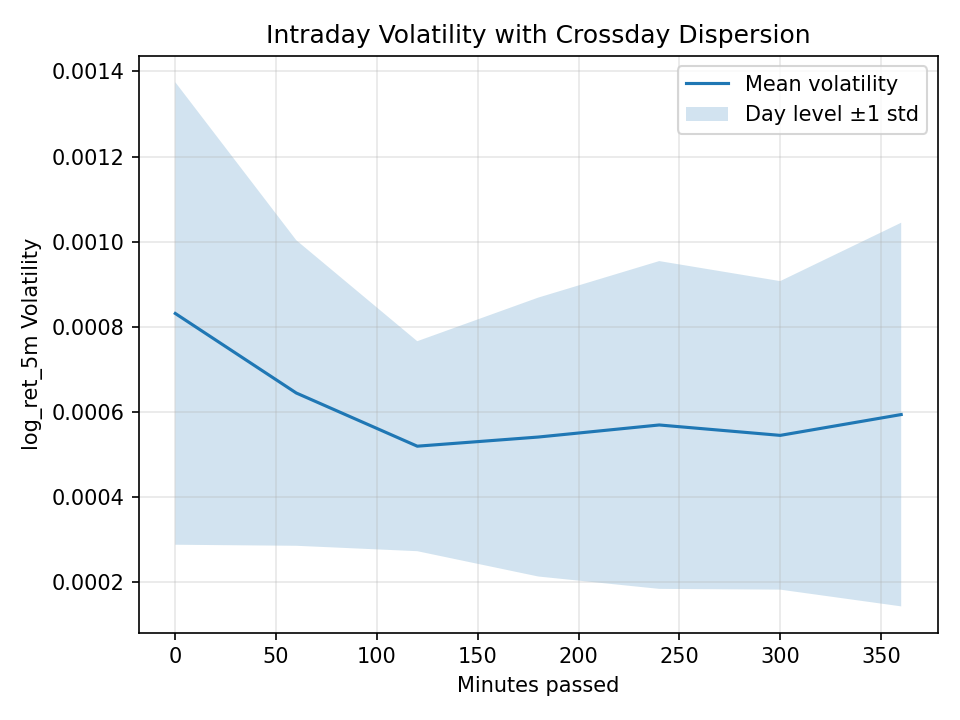 Intraday Volatility with Crossday Dispersion
Mean volatility
Day level ±1 std
log_ret_5m Volatility
0.0014
0.0012
0.0010
0.0008
0.0006
0.0004
0.0002
0 50 100 150 200 250 300 350
Minutes passed